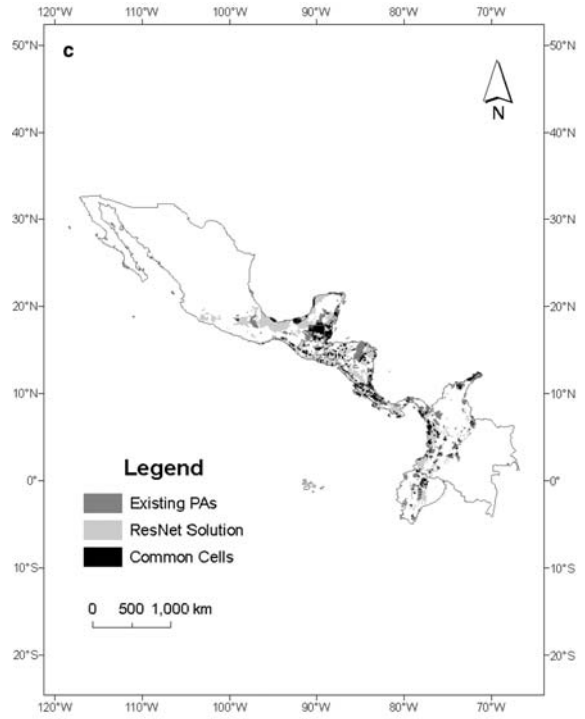 120°W 110°W 100°W 90°W 80°W 70°W
c
50°N 50°N
N
40°N 40°N
30°N 30°N
20°N 20°N
10°N 10°N
Legend
0° 0°
Existing PAs
ResNet Solution
Common Cells
10°S 10°S
0 500 1,000 km
20°S 20°S
120°W 110°W 100°W 90°W 80°W 70°W